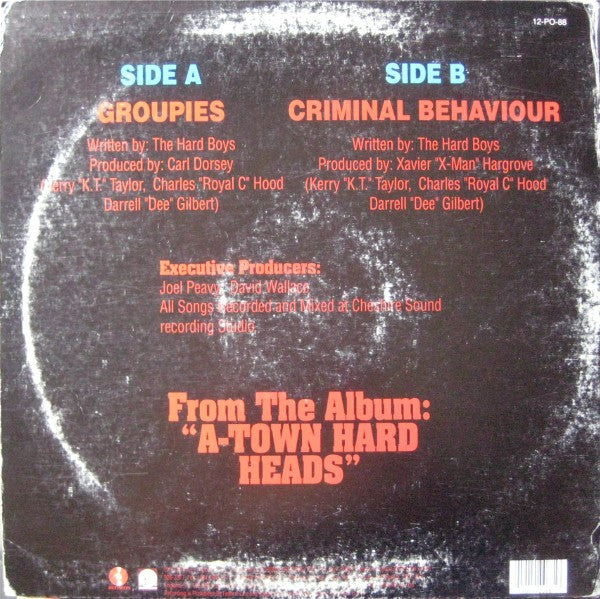 12-PO-88
SIDE A
GROUPIES
Written by: The Hard Boys
Produced by: Carl Dorsey
(Kerry "K.T." Taylor, Charles "Royal C" Hood
Darrell "Dee" Gilbert)
SIDE B
CRIMINAL BEHAVIOUR
Written by: The Hard Boys
Produced by: Xavier "X-Man" Hargrove
(Kerry "K.T." Taylor, Charles "Royal C" Hood
Darrell "Dee" Gilbert)
Executive Producers:
Joel Peavy, David Wallace
All Songs Recorded and Mixed at Cheshire Sound
recording Studio
From The Album:
"A-TOWN HARD
HEADS"